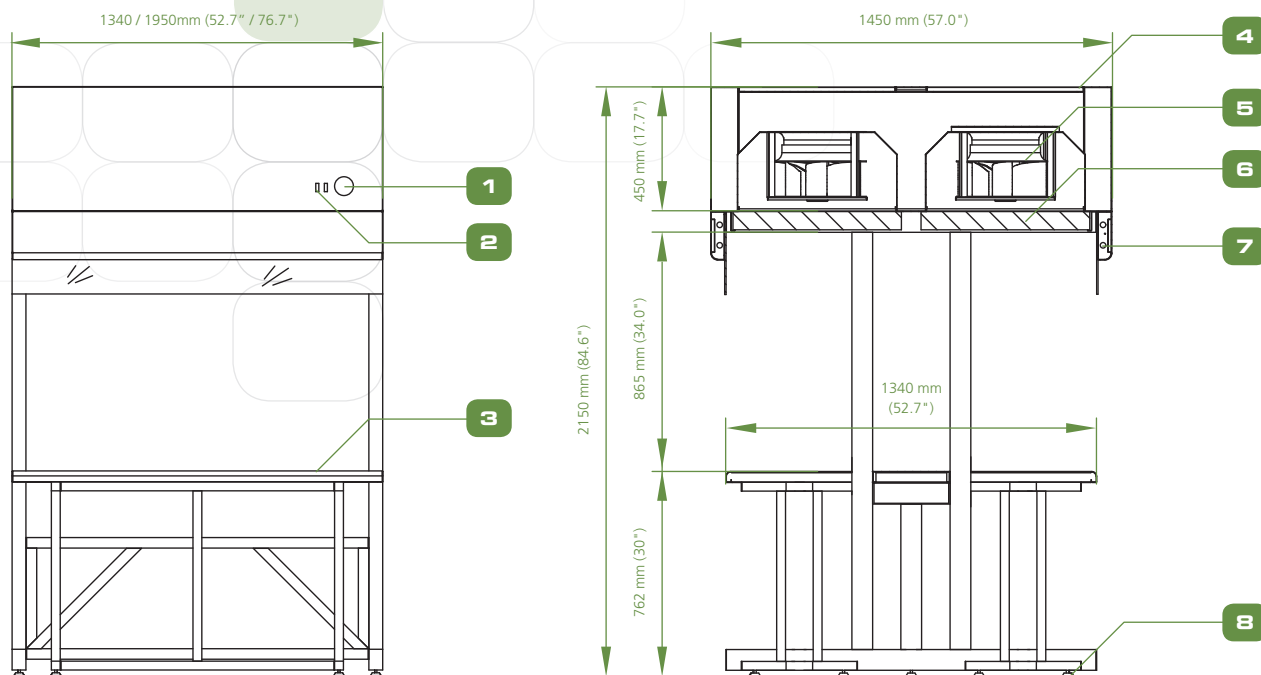 1340 / 1950mm (52.7" / 76.7")
1450 mm (57.0")
4
450 mm (17.7")
5
6
1
2
7
2150 mm (84.6")
865 mm (34.0")
1340 mm
(52.7")
3
762 mm (30")
8